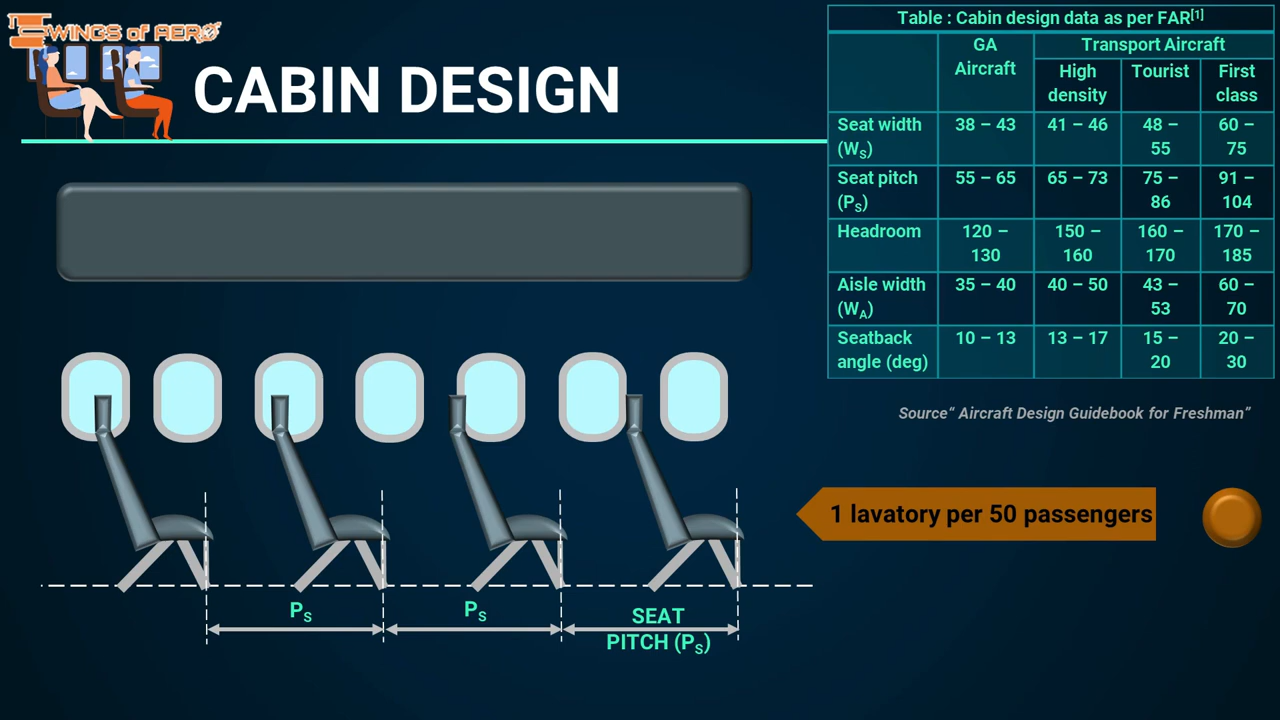 WINGS of AERO
CABIN DESIGN
Table : Cabin design data as per FAR[1]
GA Aircraft
Transport Aircraft
High density
Tourist
First class
Seat width (WS)
38 – 43
41 – 46
48 – 55
60 – 75
Seat pitch (PS)
55 – 65
65 – 73
75 – 86
91 – 104
Headroom
120 – 130
150 – 160
160 – 170
170 – 185
Aisle width (WA)
35 – 40
40 – 50
43 – 53
60 – 70
Seatback angle (deg)
10 – 13
13 – 17
15 – 20
20 – 30
Source“ Aircraft Design Guidebook for Freshman”
1 lavatory per 50 passengers
PS
PS
SEAT
PITCH (PS)